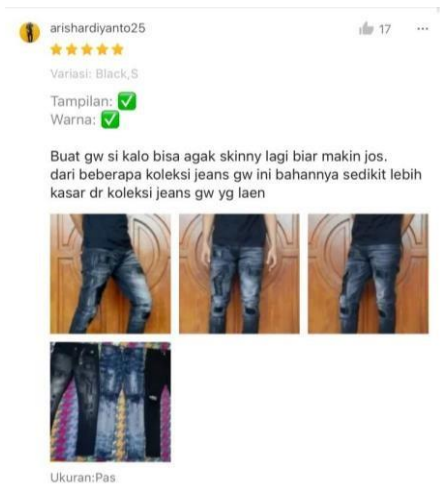 arishardiyanto25
17
Variasi: Black,S
Tampilan: ✅
Warna: ✅
Buat gw si kalo bisa agak skinny lagi biar makin jos.
dari beberapa koleksi jeans gw ini bahannya sedikit lebih
kasar dr koleksi jeans gw yg laen
Ukuran:Pas